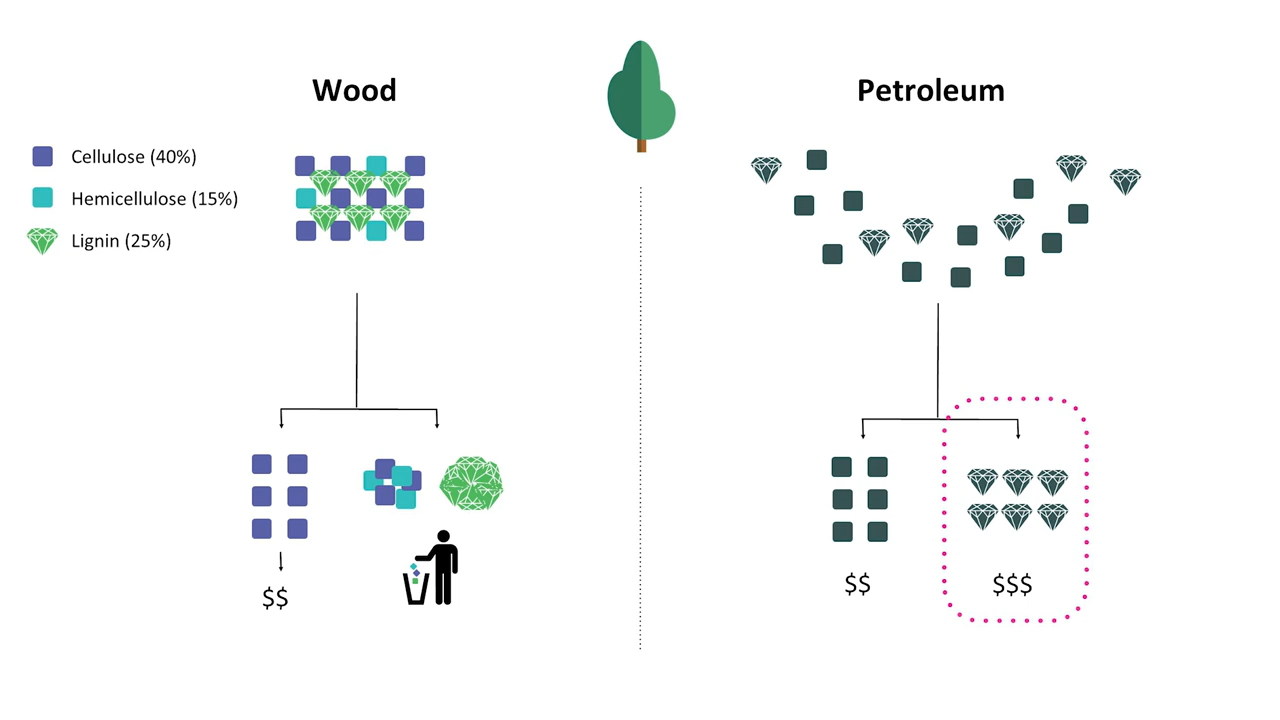 Wood
Petroleum
Cellulose (40%)
Hemicellulose (15%)
Lignin (25%)
$$
$$
$$$